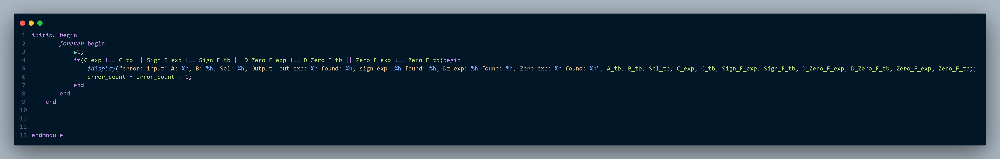 1 initial begin
2 forever begin
3 #1;
4 if(C_exp !== C_tb || Sign_F_exp !== Sign_F_tb || D_Zero_F_exp !== D_Zero_F_tb || Zero_F_exp !== Zero_F_tb)begin
5 $display("error: input: A: %h, B: %h, Sel: %h, Output: out exp: %h found: %h, sign exp: %h found: %h, Dz exp: %h found: %h, Zero exp: %h found: %h", A_tb, B_tb, Sel_tb, C_exp, C_tb, Sign_F_exp, Sign_F_tb, D_Zero_F_exp, D_Zero_F_tb, Zero_F_exp, Zero_F_tb);
6 error_count = error_count + 1;
7 end
8 end
9 end
10
11
12
13 endmodule